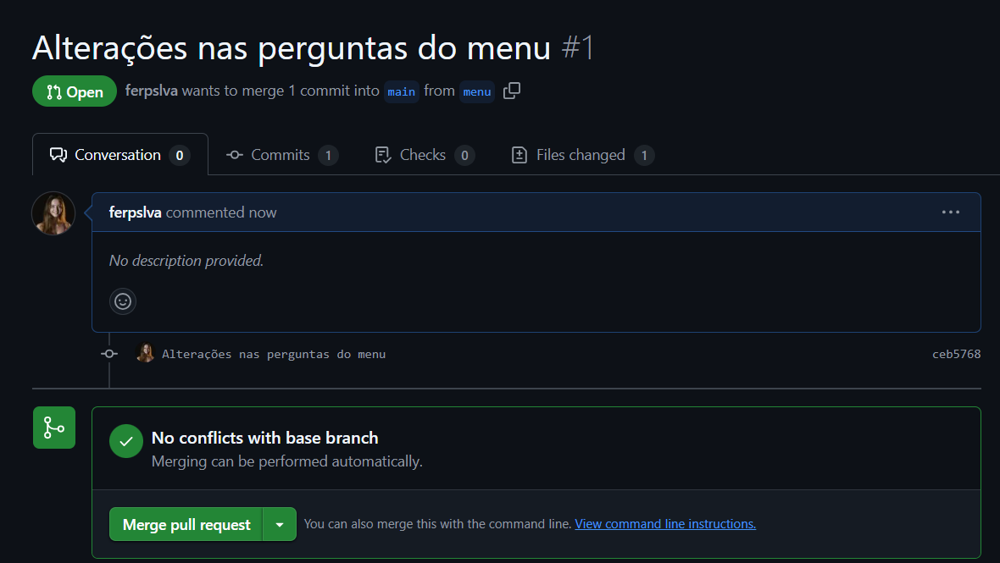 Alterações nas perguntas do menu #1
Open ferpslva wants to merge 1 commit into main from menu
Conversation 0 Commits 1 Checks 0 Files changed 1
ferpslva commented now
No description provided.
Alterações nas perguntas do menu ceb5768
No conflicts with base branch
Merging can be performed automatically.
Merge pull request You can also merge this with the command line. View command line instructions.